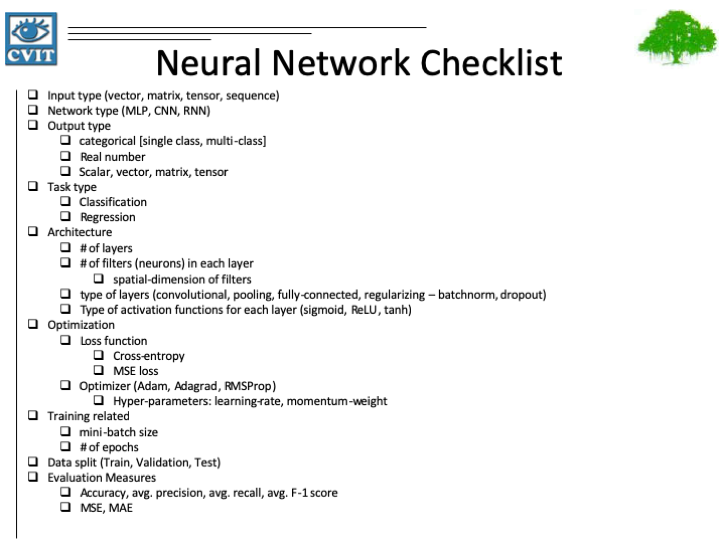 CVIT
Neural Network Checklist
❑ Input type (vector, matrix, tensor, sequence)
❑ Network type (MLP, CNN, RNN)
❑ Output type
❑ categorical [single class, multi-class]
❑ Real number
❑ Scalar, vector, matrix, tensor
❑ Task type
❑ Classification
❑ Regression
❑ Architecture
❑ # of layers
❑ # of filters (neurons) in each layer
❑ spatial-dimension of filters
❑ type of layers (convolutional, pooling, fully-connected, regularizing – batchnorm, dropout)
❑ Type of activation functions for each layer (sigmoid, ReLU, tanh)
❑ Optimization
❑ Loss function
❑ Cross-entropy
❑ MSE loss
❑ Optimizer (Adam, Adagrad, RMSProp)
❑ Hyper-parameters: learning-rate, momentum-weight
❑ Training related
❑ mini-batch size
❑ # of epochs
❑ Data split (Train, Validation, Test)
❑ Evaluation Measures
❑ Accuracy, avg. precision, avg. recall, avg. F-1 score
❑ MSE, MAE